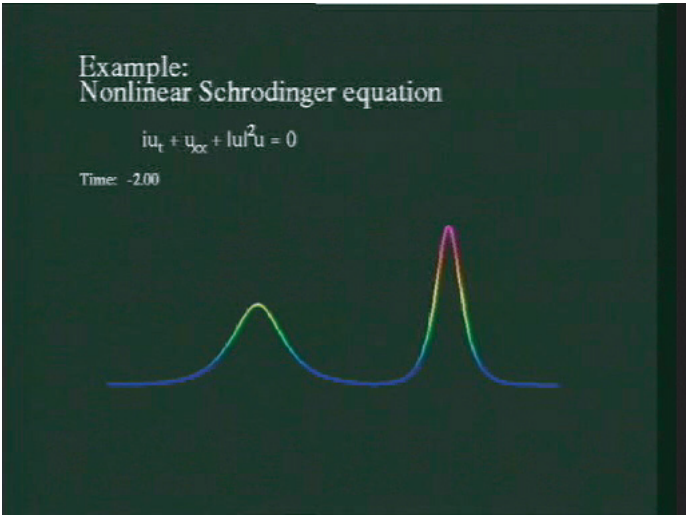 Example:
Nonlinear Schrodinger equation
iu_t + u_xx + |u|^2u = 0
Time: -2.00